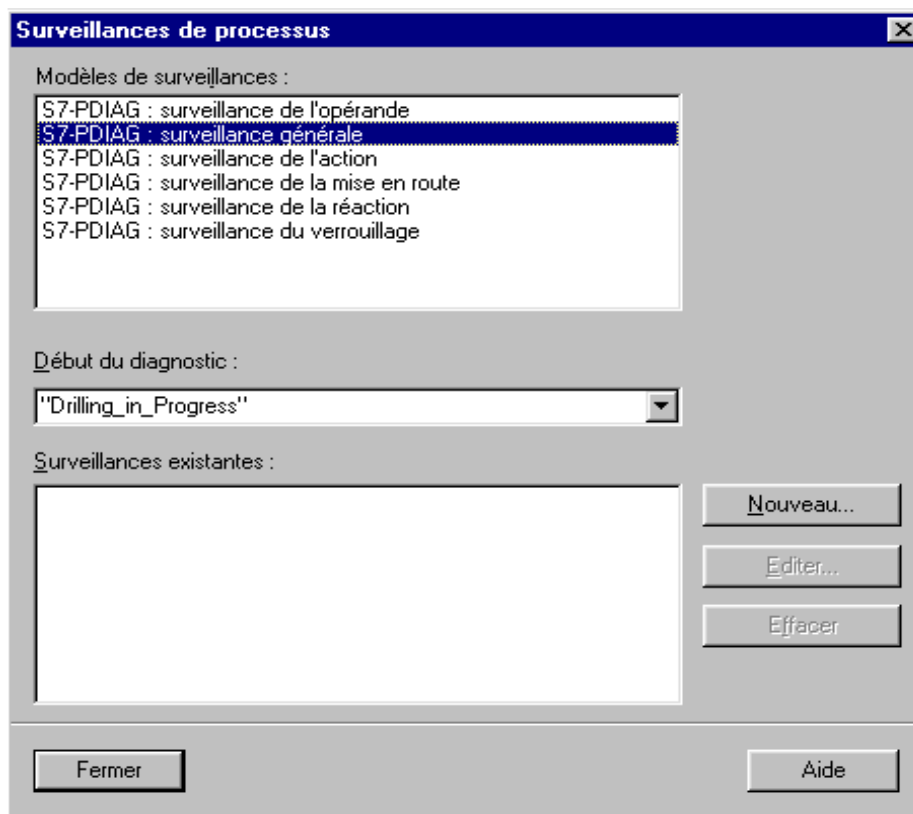 Surveillances de processus
Modèles de surveillances :
S7-PDIAG : surveillance de l'opérande
S7-PDIAG : surveillance générale
S7-PDIAG : surveillance de l'action
S7-PDIAG : surveillance de la mise en route
S7-PDIAG : surveillance de la réaction
S7-PDIAG : surveillance du verrouillage
Début du diagnostic :
"Drilling_in_Progress"
Surveillances existantes :
Nouveau...
Editer...
Effacer
Fermer
Aide